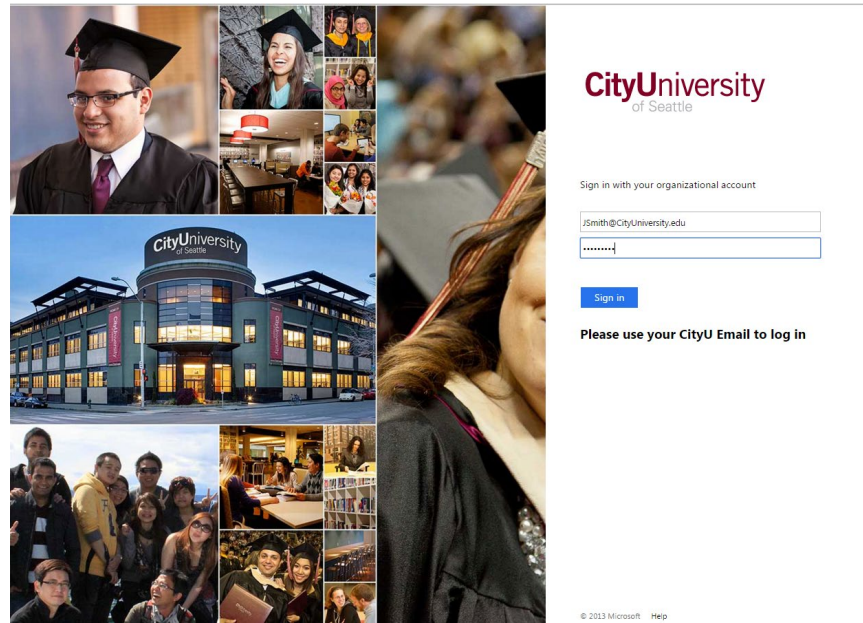 CityUniversity
of Seattle
CityUniversity
of Seattle
CityUniversity
CityUniversity
Sign in with your organizational account
JSmith@CityUniversity.edu
•••••••••
Sign in
Please use your CityU Email to log in
© 2013 Microsoft Help